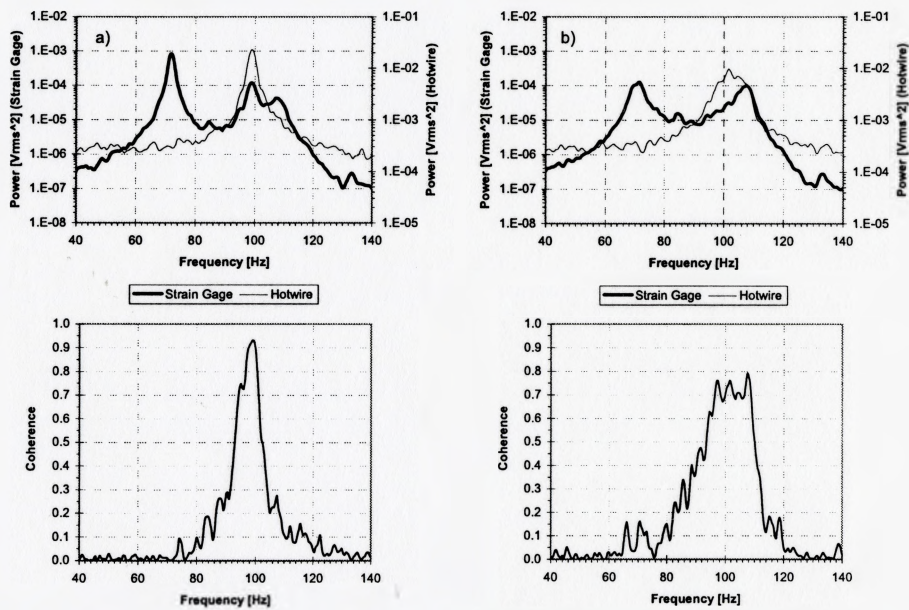 a)
Power [Vrms^2] (Strain Gage)
1.E-02
1.E-03
1.E-04
1.E-05
1.E-06
1.E-07
1.E-08
1.E-01
1.E-02
1.E-03
1.E-04
1.E-05
Power [Vrms^2] (Hotwire)
40 60 80 100 120 140
Frequency [Hz]
Strain Gage Hotwire
b)
Power [Vrms^2] (Strain Gage)
1.E-02
1.E-03
1.E-04
1.E-05
1.E-06
1.E-07
1.E-08
1.E-01
1.E-02
1.E-03
1.E-04
1.E-05
Power [Vrms^2] (Hotwire)
40 60 80 100 120 140
Frequency [Hz]
Strain Gage Hotwire
Coherence
1.0
0.9
0.8
0.7
0.6
0.5
0.4
0.3
0.2
0.1
0.0
40 60 80 100 120 140
Frequency [Hz]
Coherence
1.0
0.9
0.8
0.7
0.6
0.5
0.4
0.3
0.2
0.1
0.0
40 60 80 100 120 140
Frequency [Hz]